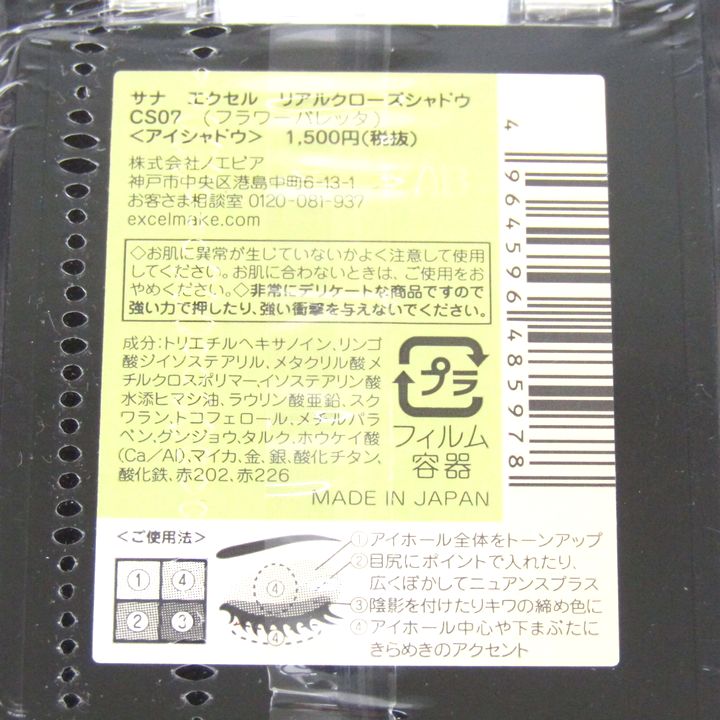 サナ エクセル リアルクローズシャドウ
CS07 (フラワーパレッタ)
<アイシャドウ> 1,500円(税抜)
株式会社ノエビア
神戸市中央区港島中町6-13-1
お客さま相談室 0120-081-937
excelmake.com
◇お肌に異常が生じていないかよく注意して使用
してください。お肌に合わないときは、ご使用をお
やめください。◇非常にデリケートな商品ですので
強い力で押したり、強い衝撃を与えないでください。
成分:トリエチルヘキサノイン、リンゴ
酸ジイソステアリル、メタクリル酸メ
チルクロスポリマー、イソステアリン酸
水添ヒマシ油、ラウリン酸亜鉛、スク
ワラン、トコフェロール、メチルパラ
ベン、グンジョウ、タルク、ホウケイ酸
(Ca/Al)、マイカ、金、銀、酸化チタン、
酸化鉄、赤202、赤226
プラ
フィルム
容器
MADE IN JAPAN
4 964596 485978
<ご使用法>
① ④
② ③
④
④
①アイホール全体をトーンアップ
②目尻にポイントで入れたり、
広くぼかしてニュアンスプラス
③陰影を付けたりキワの締め色に
④アイホール中心や下まぶたに
きらめきのアクセント